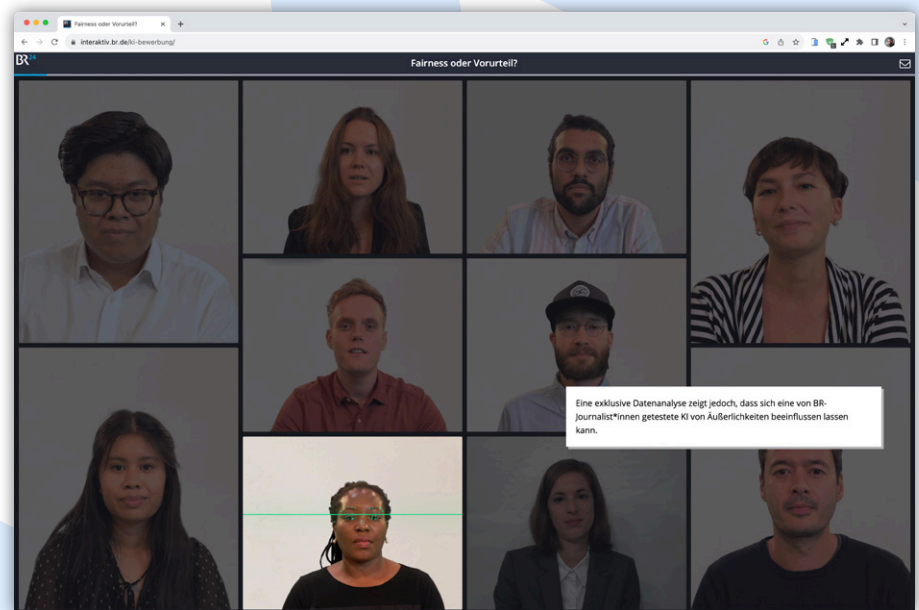 Fairness oder Vorurteil?
interaktiv.br.de/ki-bewerbung/
BR24
Fairness oder Vorurteil?
Eine exklusive Datenanalyse zeigt jedoch, dass sich eine von BR-
Journalist*innen getestete KI von Äußerlichkeiten beeinflussen lassen
kann.